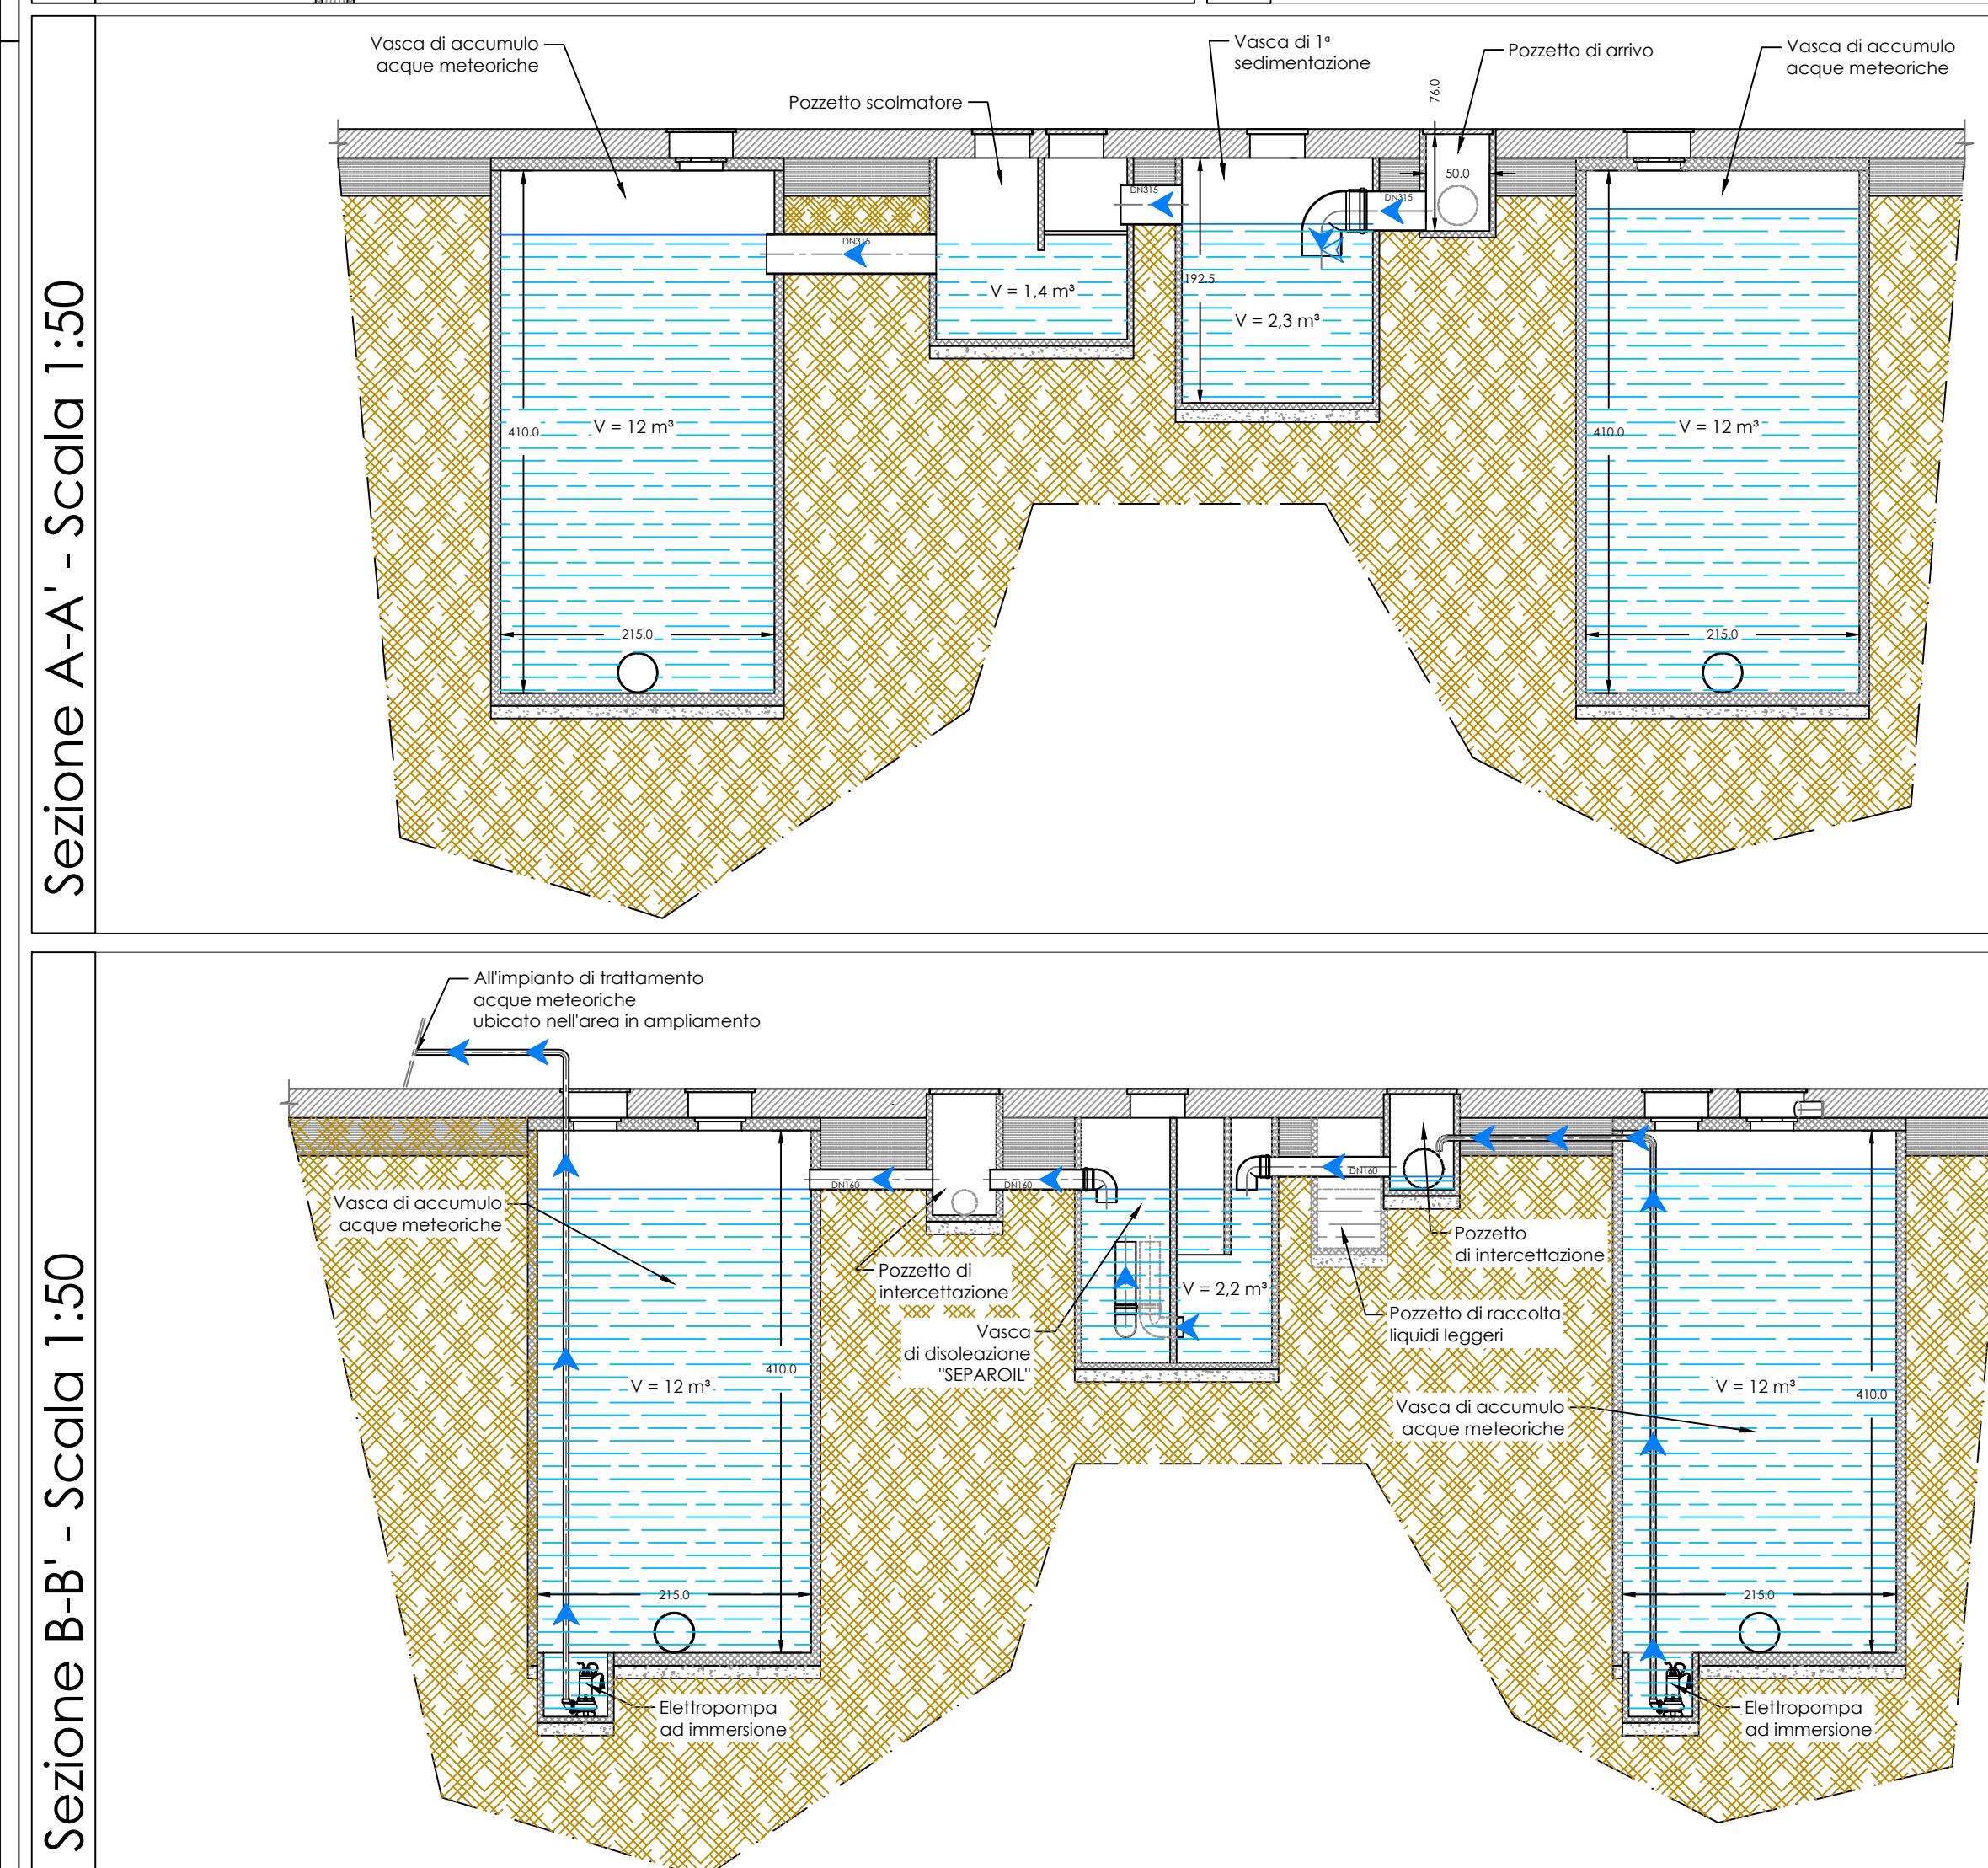 Sezione A-A' - Scala 1:50
Vasca di accumulo
acque meteoriche
Pozzetto scolmatore
Vasca di 1ª
sedimentazione
Pozzetto di arrivo
Vasca di accumulo
acque meteoriche
76.0
50.0
DN315
DN315
DN315
192.5
V = 1,4 m³
V = 2,3 m³
410.0
V = 12 m³
215.0
410.0
V = 12 m³
215.0
Sezione B-B' - Scala 1:50
All'impianto di trattamento
acque meteoriche
ubicato nell'area in ampliamento
Vasca di accumulo
acque meteoriche
DN160
DN160
DN160
Pozzetto di
intercettazione
Vasca
di disoleazione
"SEPAROIL"
V = 2,2 m³
Pozzetto
di intercettazione
Pozzetto di raccolta
liquidi leggeri
Vasca di accumulo
acque meteoriche
410.0
V = 12 m³
215.0
V = 12 m³
410.0
215.0
Elettropompa
ad immersione
Elettropompa
ad immersione